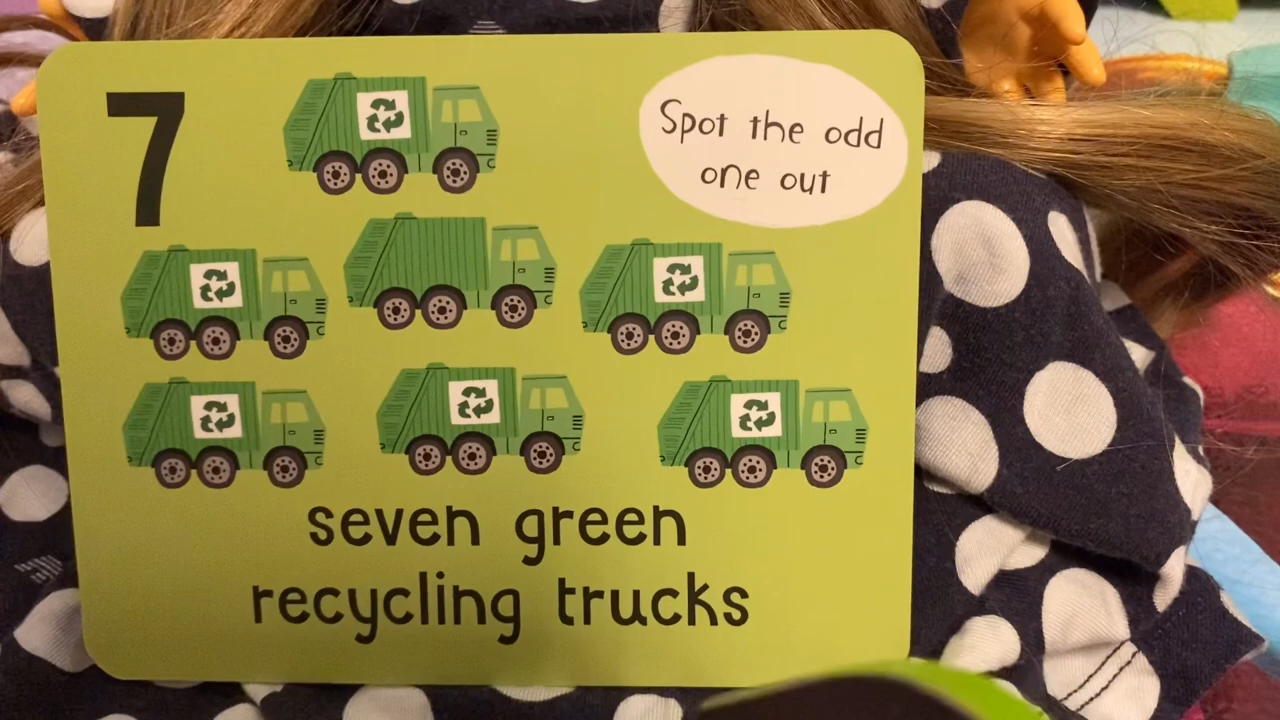 7
Spot the odd
one out
seven green
recycling trucks